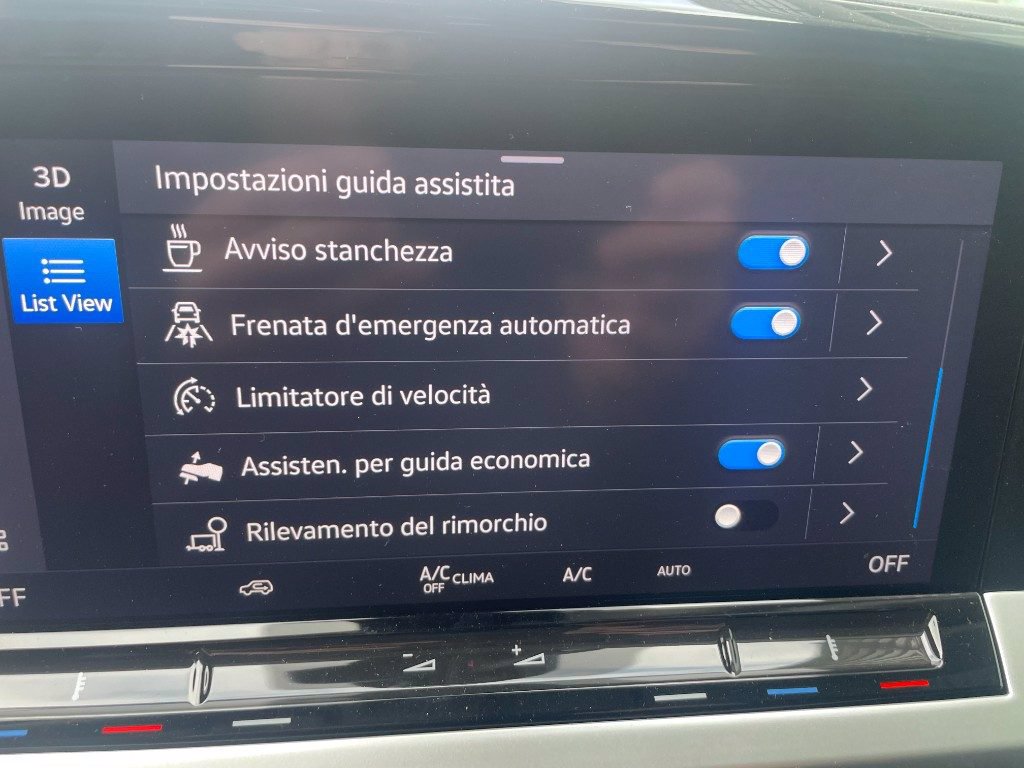 3D
Image
List View
Impostazioni guida assistita
Avviso stanchezza
Frenata d'emergenza automatica
Limitatore di velocità
Assisten. per guida economica
Rilevamento del rimorchio
FF
A/C OFF CLIMA
A/C
AUTO
OFF
- +